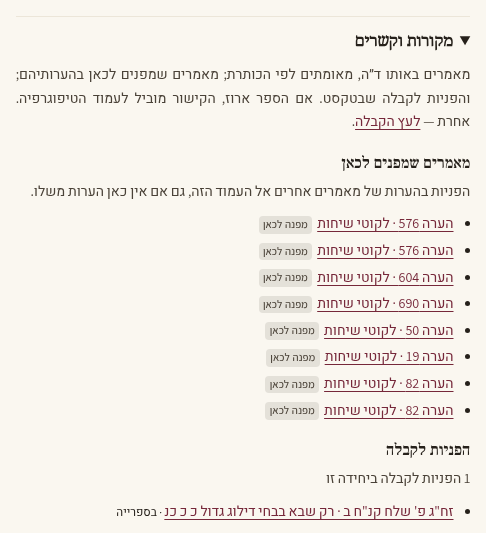 ▼ מקורות וקשרים
מאמרים באותו ד״ה, מאומתים לפי הכותרת; מאמרים שמפנים לכאן בהערותיהם;
והפניות לקבלה שבטקסט. אם הספר ארוז, הקישור מוביל לעמוד הטיפוגרפיה.
אחרת — לעץ הקבלה.
מאמרים שמפנים לכאן
הפניות בהערות של מאמרים אחרים אל העמוד הזה, גם אם אין כאן הערות משלו.
• הערה 576 · לקוטי שיחות מפנה לכאן
• הערה 576 · לקוטי שיחות מפנה לכאן
• הערה 604 · לקוטי שיחות מפנה לכאן
• הערה 690 · לקוטי שיחות מפנה לכאן
• הערה 50 · לקוטי שיחות מפנה לכאן
• הערה 19 · לקוטי שיחות מפנה לכאן
• הערה 82 · לקוטי שיחות מפנה לכאן
• הערה 82 · לקוטי שיחות מפנה לכאן
הפניות לקבלה
1 הפניות לקבלה ביחידה זו
• זח"ג פ' שלח קנ"ח ב · רק שבא בבחי דילוג גדול כ כ כ כנ · בספרייה